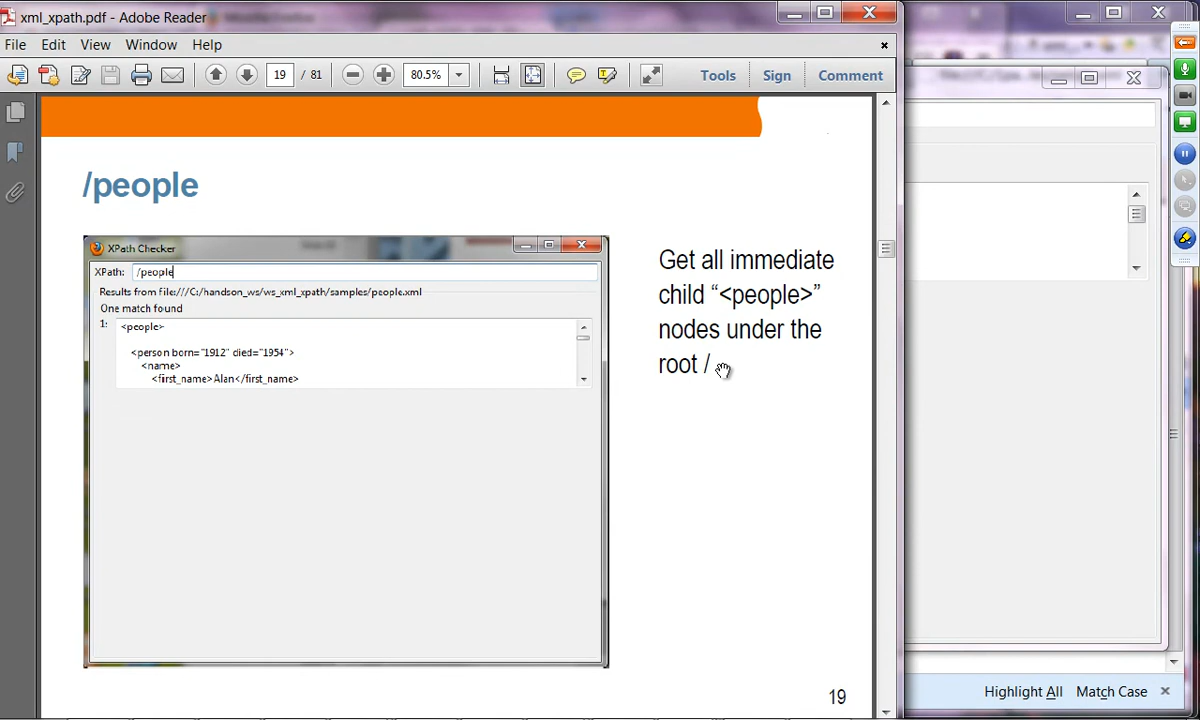 xml_xpath.pdf - Adobe Reader
File Edit View Window Help
19 / 81 80.5% Tools Sign Comment
/people
XPath Checker
XPath: /people
Results from file:///C:/handson_ws/ws_xml_xpath/samples/people.xml
One match found
1: <people>
<person born="1912" died="1954">
<name>
<first_name>Alan</first_name>
Get all immediate
child “<people>”
nodes under the
root /
19
Highlight All Match Case